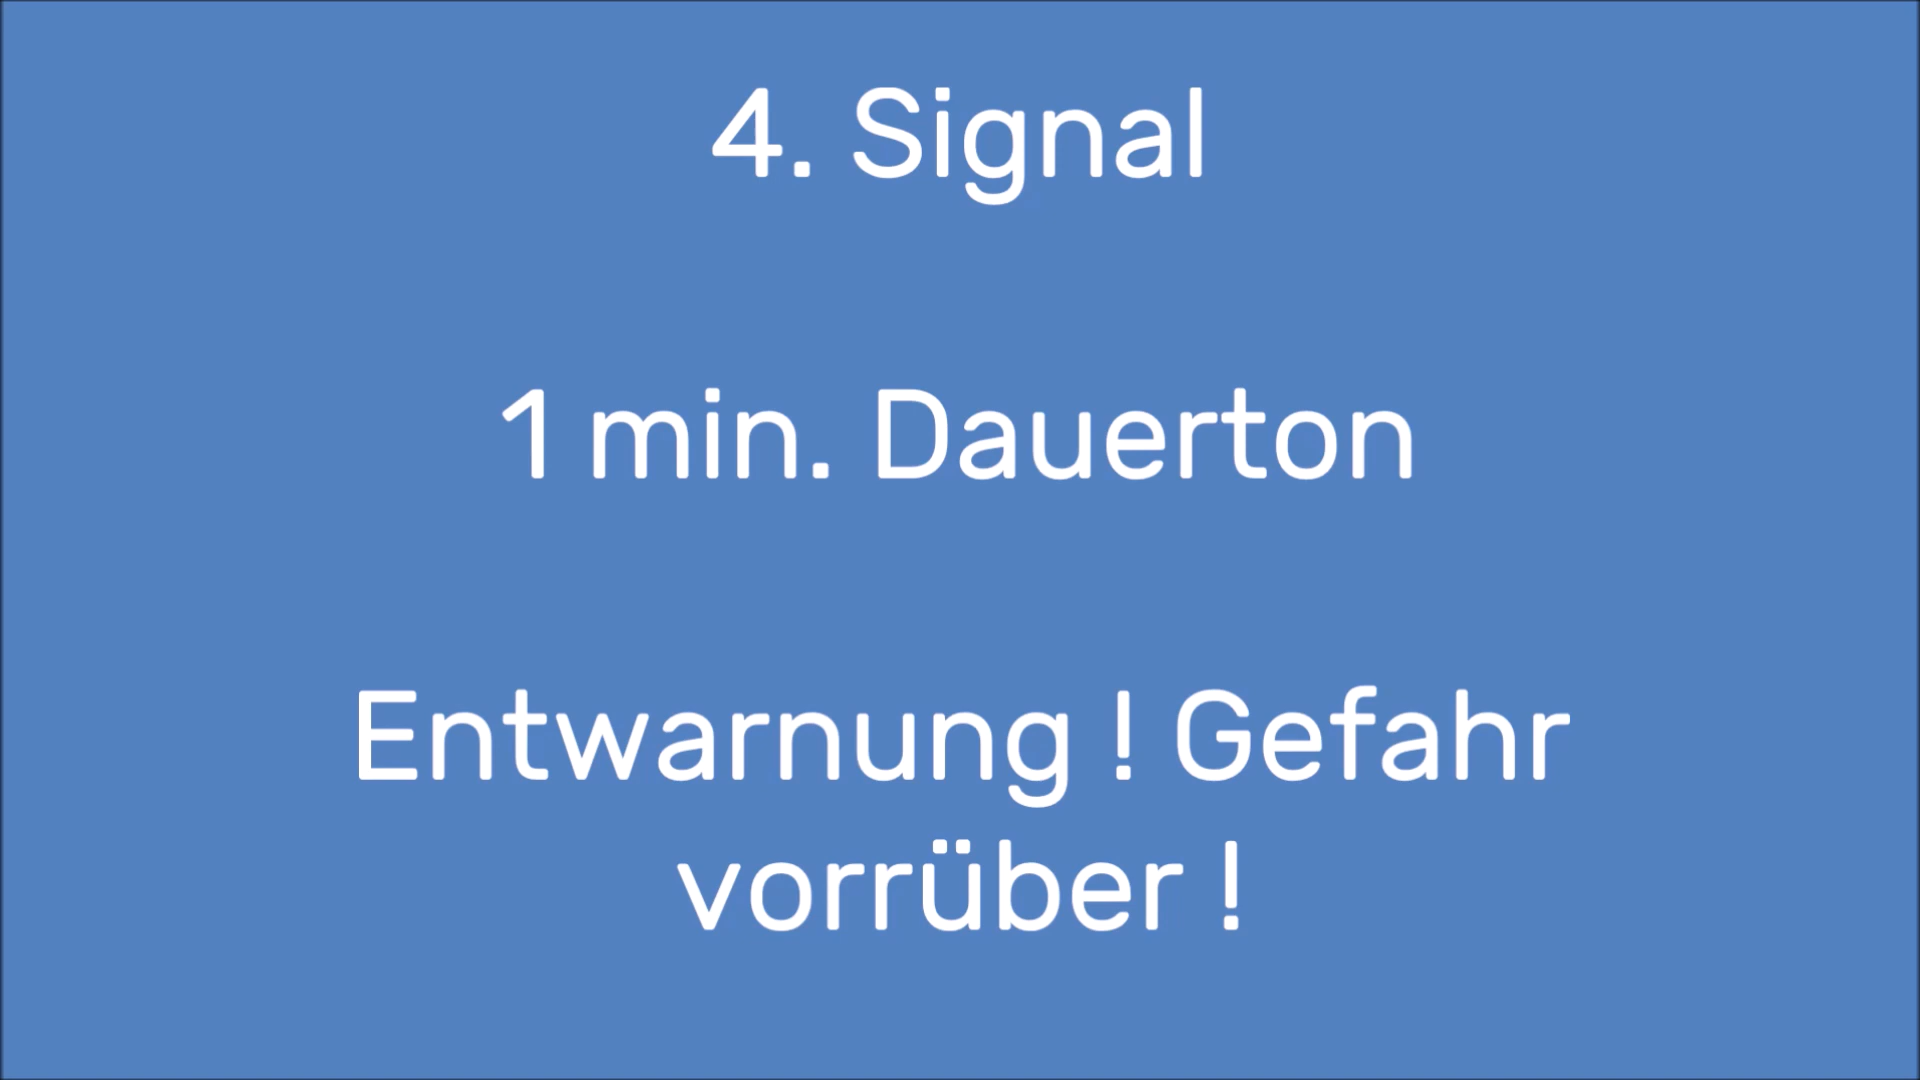 4. Signal
1 min. Dauerton
Entwarnung ! Gefahr
vorrüber !